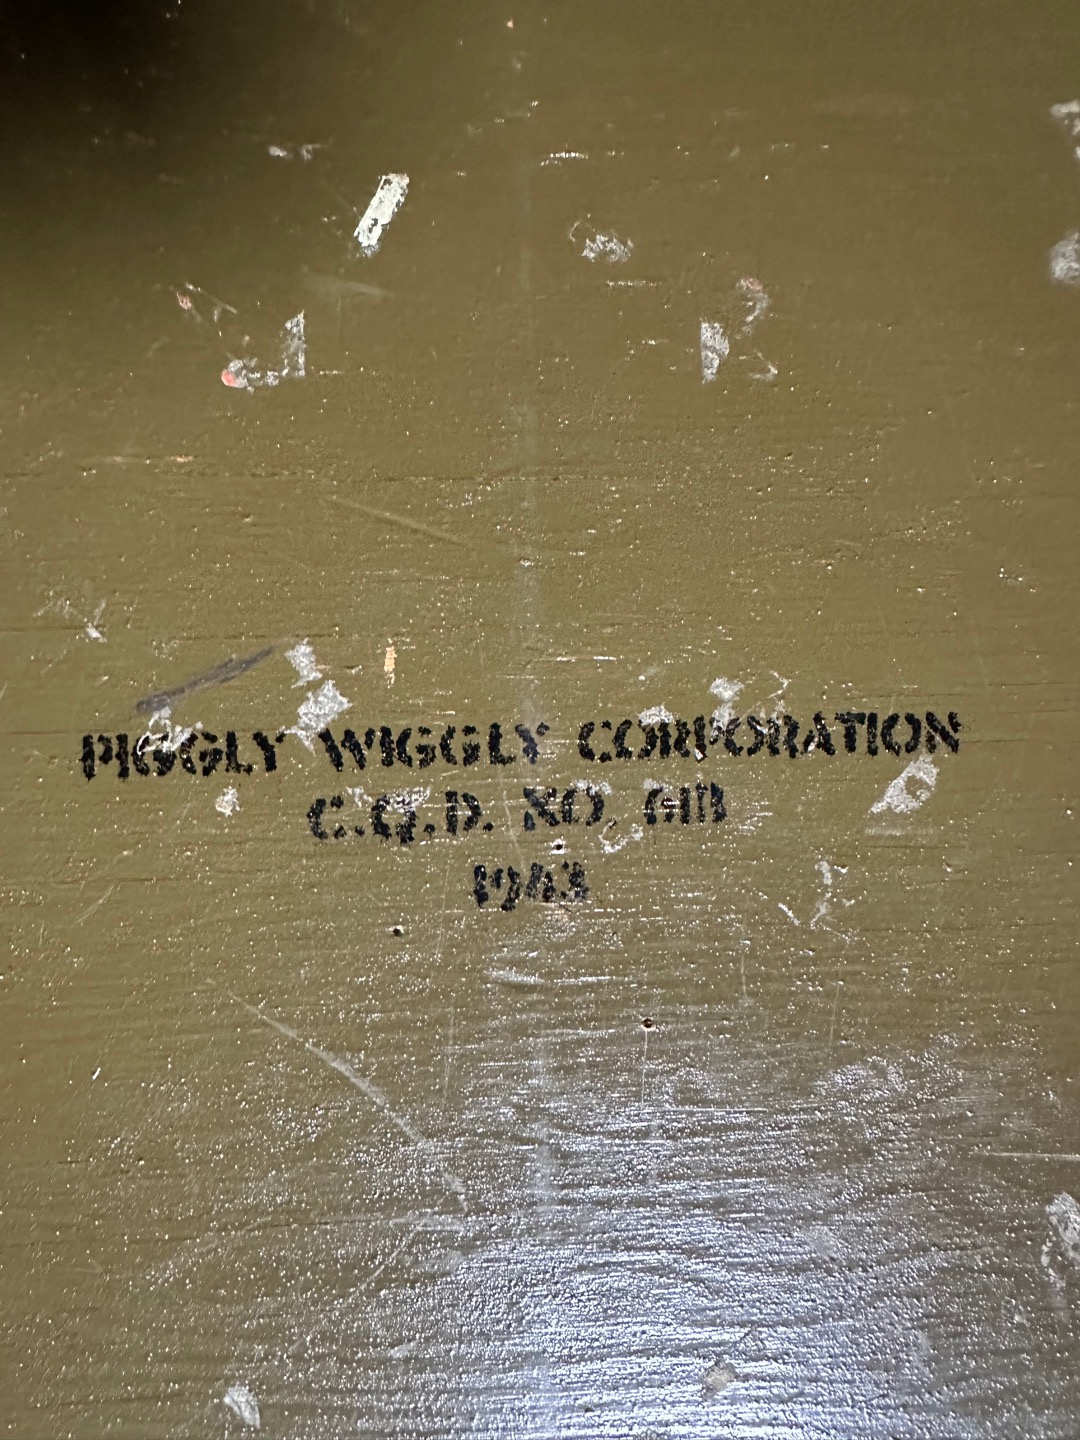 PIGGLY WIGGLY CORPORATION
C.Q.D. NO.
1943